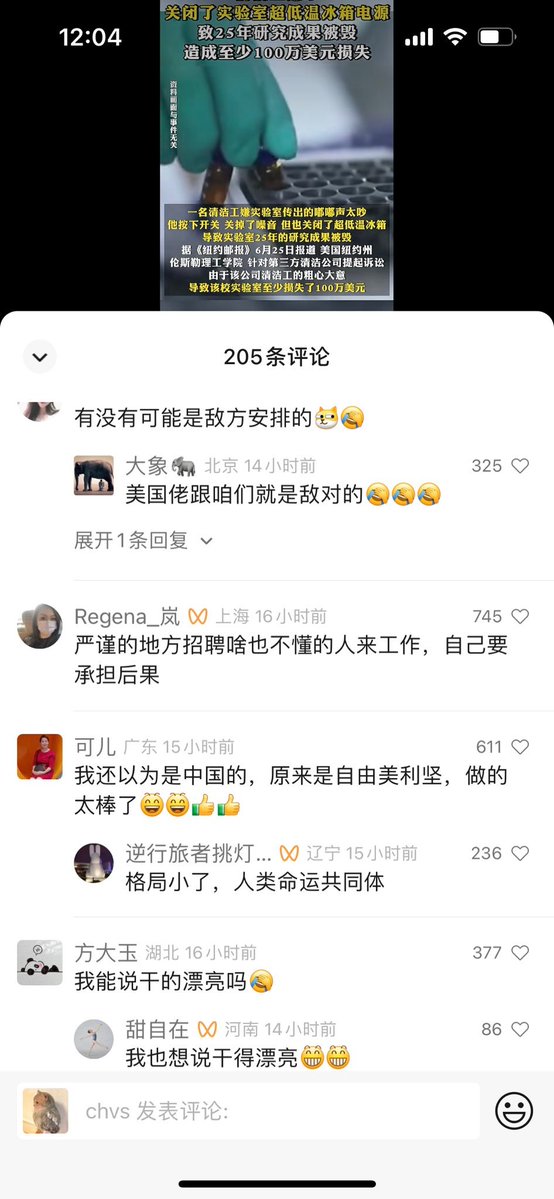 12:04
关闭了实验室超低温冰箱电源
致25年研究成果被毁
造成至少100万美元损失
资料画面与事件无关
一名清洁工嫌实验室传出的嘟嘟声太吵
他按下开关 关掉了噪音 但也关闭了超低温冰箱
导致实验室25年的研究成果被毁
据《纽约邮报》6月25日报道 美国纽约州
伦斯勒理工学院 针对第三方清洁公司提起诉讼
由于该公司清洁工的粗心大意
导致该校实验室至少损失了100万美元
205条评论
有没有可能是敌方安排的
大象 北京 14小时前 325
美国佬跟咱们就是敌对的
展开1条回复
Regena_岚 上海 16小时前 745
严谨的地方招聘啥也不懂的人来工作，自己要
承担后果
可儿 广东 15小时前 611
我还以为是中国的，原来是自由美利坚，做的
太棒了
逆行旅者挑灯... 辽宁 15小时前 236
格局小了，人类命运共同体
方大玉 湖北 16小时前 377
我能说干的漂亮吗
甜自在 河南 14小时前 86
我也想说干得漂亮
chvs 发表评论: